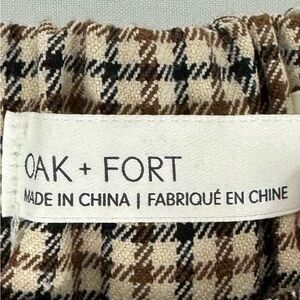 OAK + FORT
MADE IN CHINA | FABRIQUÉ EN CHINE